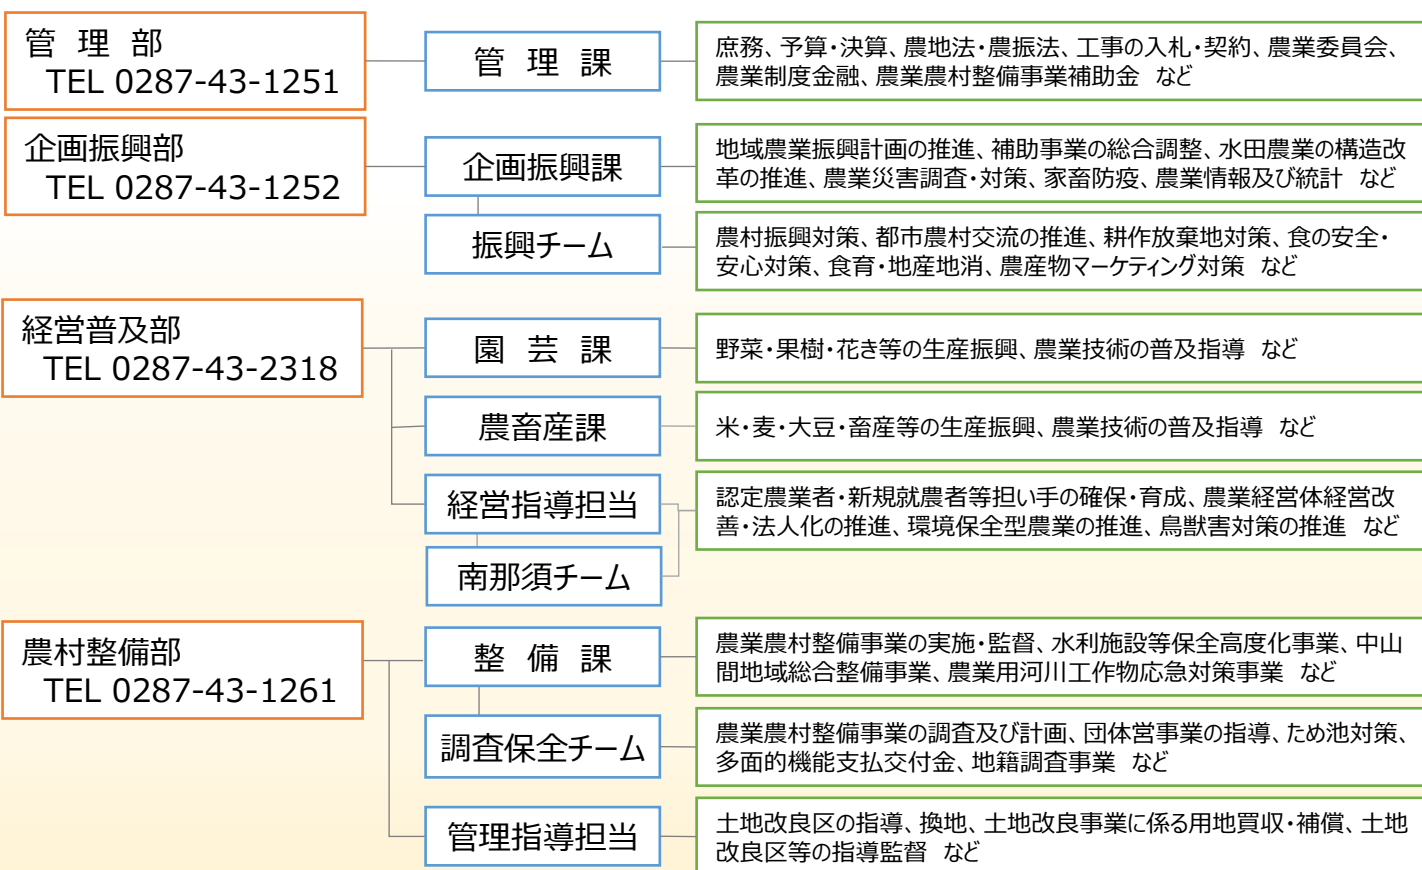 管 理 部
TEL 0287-43-1251
管 理 課
庶務、予算・決算、農地法・農振法、工事の入札・契約、農業委員会、
農業制度金融、農業農村整備事業補助金 など
企画振興部
TEL 0287-43-1252
企画振興課
地域農業振興計画の推進、補助事業の総合調整、水田農業の構造改
革の推進、農業災害調査・対策、家畜防疫、農業情報及び統計 など
振興チーム
農村振興対策、都市農村交流の推進、耕作放棄地対策、食の安全・
安心対策、食育・地産地消、農産物マーケティング対策 など
経営普及部
TEL 0287-43-2318
園 芸 課
野菜・果樹・花き等の生産振興、農業技術の普及指導 など
農畜産課
米・麦・大豆・畜産等の生産振興、農業技術の普及指導 など
経営指導担当
認定農業者・新規就農者等担い手の確保・育成、農業経営体経営改
善・法人化の推進、環境保全型農業の推進、鳥獣害対策の推進 など
南那須チーム
農村整備部
TEL 0287-43-1261
整 備 課
農業農村整備事業の実施・監督、水利施設等保全高度化事業、中山
間地域総合整備事業、農業用河川工作物応急対策事業 など
調査保全チーム
農業農村整備事業の調査及び計画、団体営事業の指導、ため池対策、
多面的機能支払交付金、地籍調査事業 など
管理指導担当
土地改良区の指導、換地、土地改良事業に係る用地買収・補償、土地
改良区等の指導監督 など